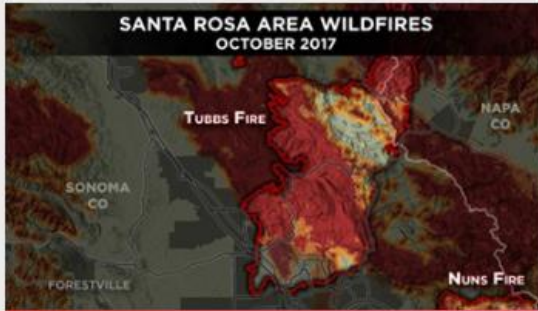 SANTA ROSA AREA WILDFIRES
OCTOBER 2017
TUBBS FIRE
NAPA
CO
SONOMA
CO
FORESTVILLE
NUNS FIRE